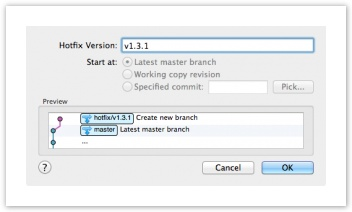 Hotfix Version: v1.3.1
Start at: Latest master branch
Working copy revision
Specified commit: Pick...
Preview
hotfix/v1.3.1 Create new branch
master Latest master branch
...
? Cancel OK